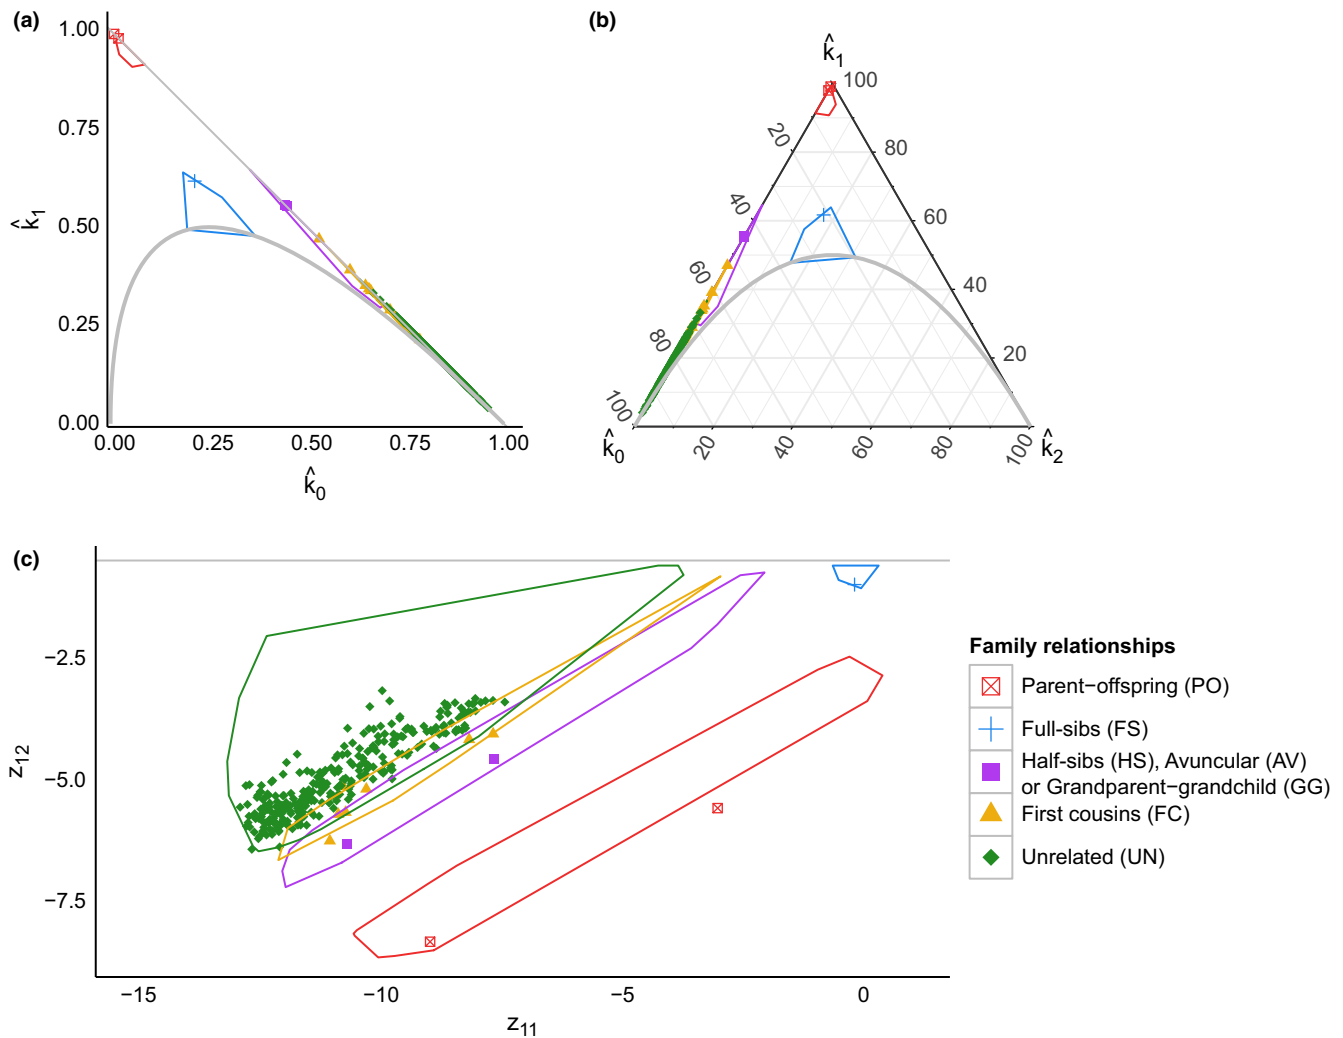 (a)
1.00
0.75
0.50
0.25
0.00
k̂1
0.00 0.25 0.50 0.75 1.00
k̂0
(b)
k̂1
100
80
60
40
20
20
40
60
80
100
k̂0
20 40 60 80 100
k̂2
(c)
−2.5
−5.0
−7.5
z12
−15 −10 −5 0
z11
Family relationships
Parent−offspring (PO)
Full-sibs (FS)
Half-sibs (HS), Avuncular (AV)
or Grandparent−grandchild (GG)
First cousins (FC)
Unrelated (UN)